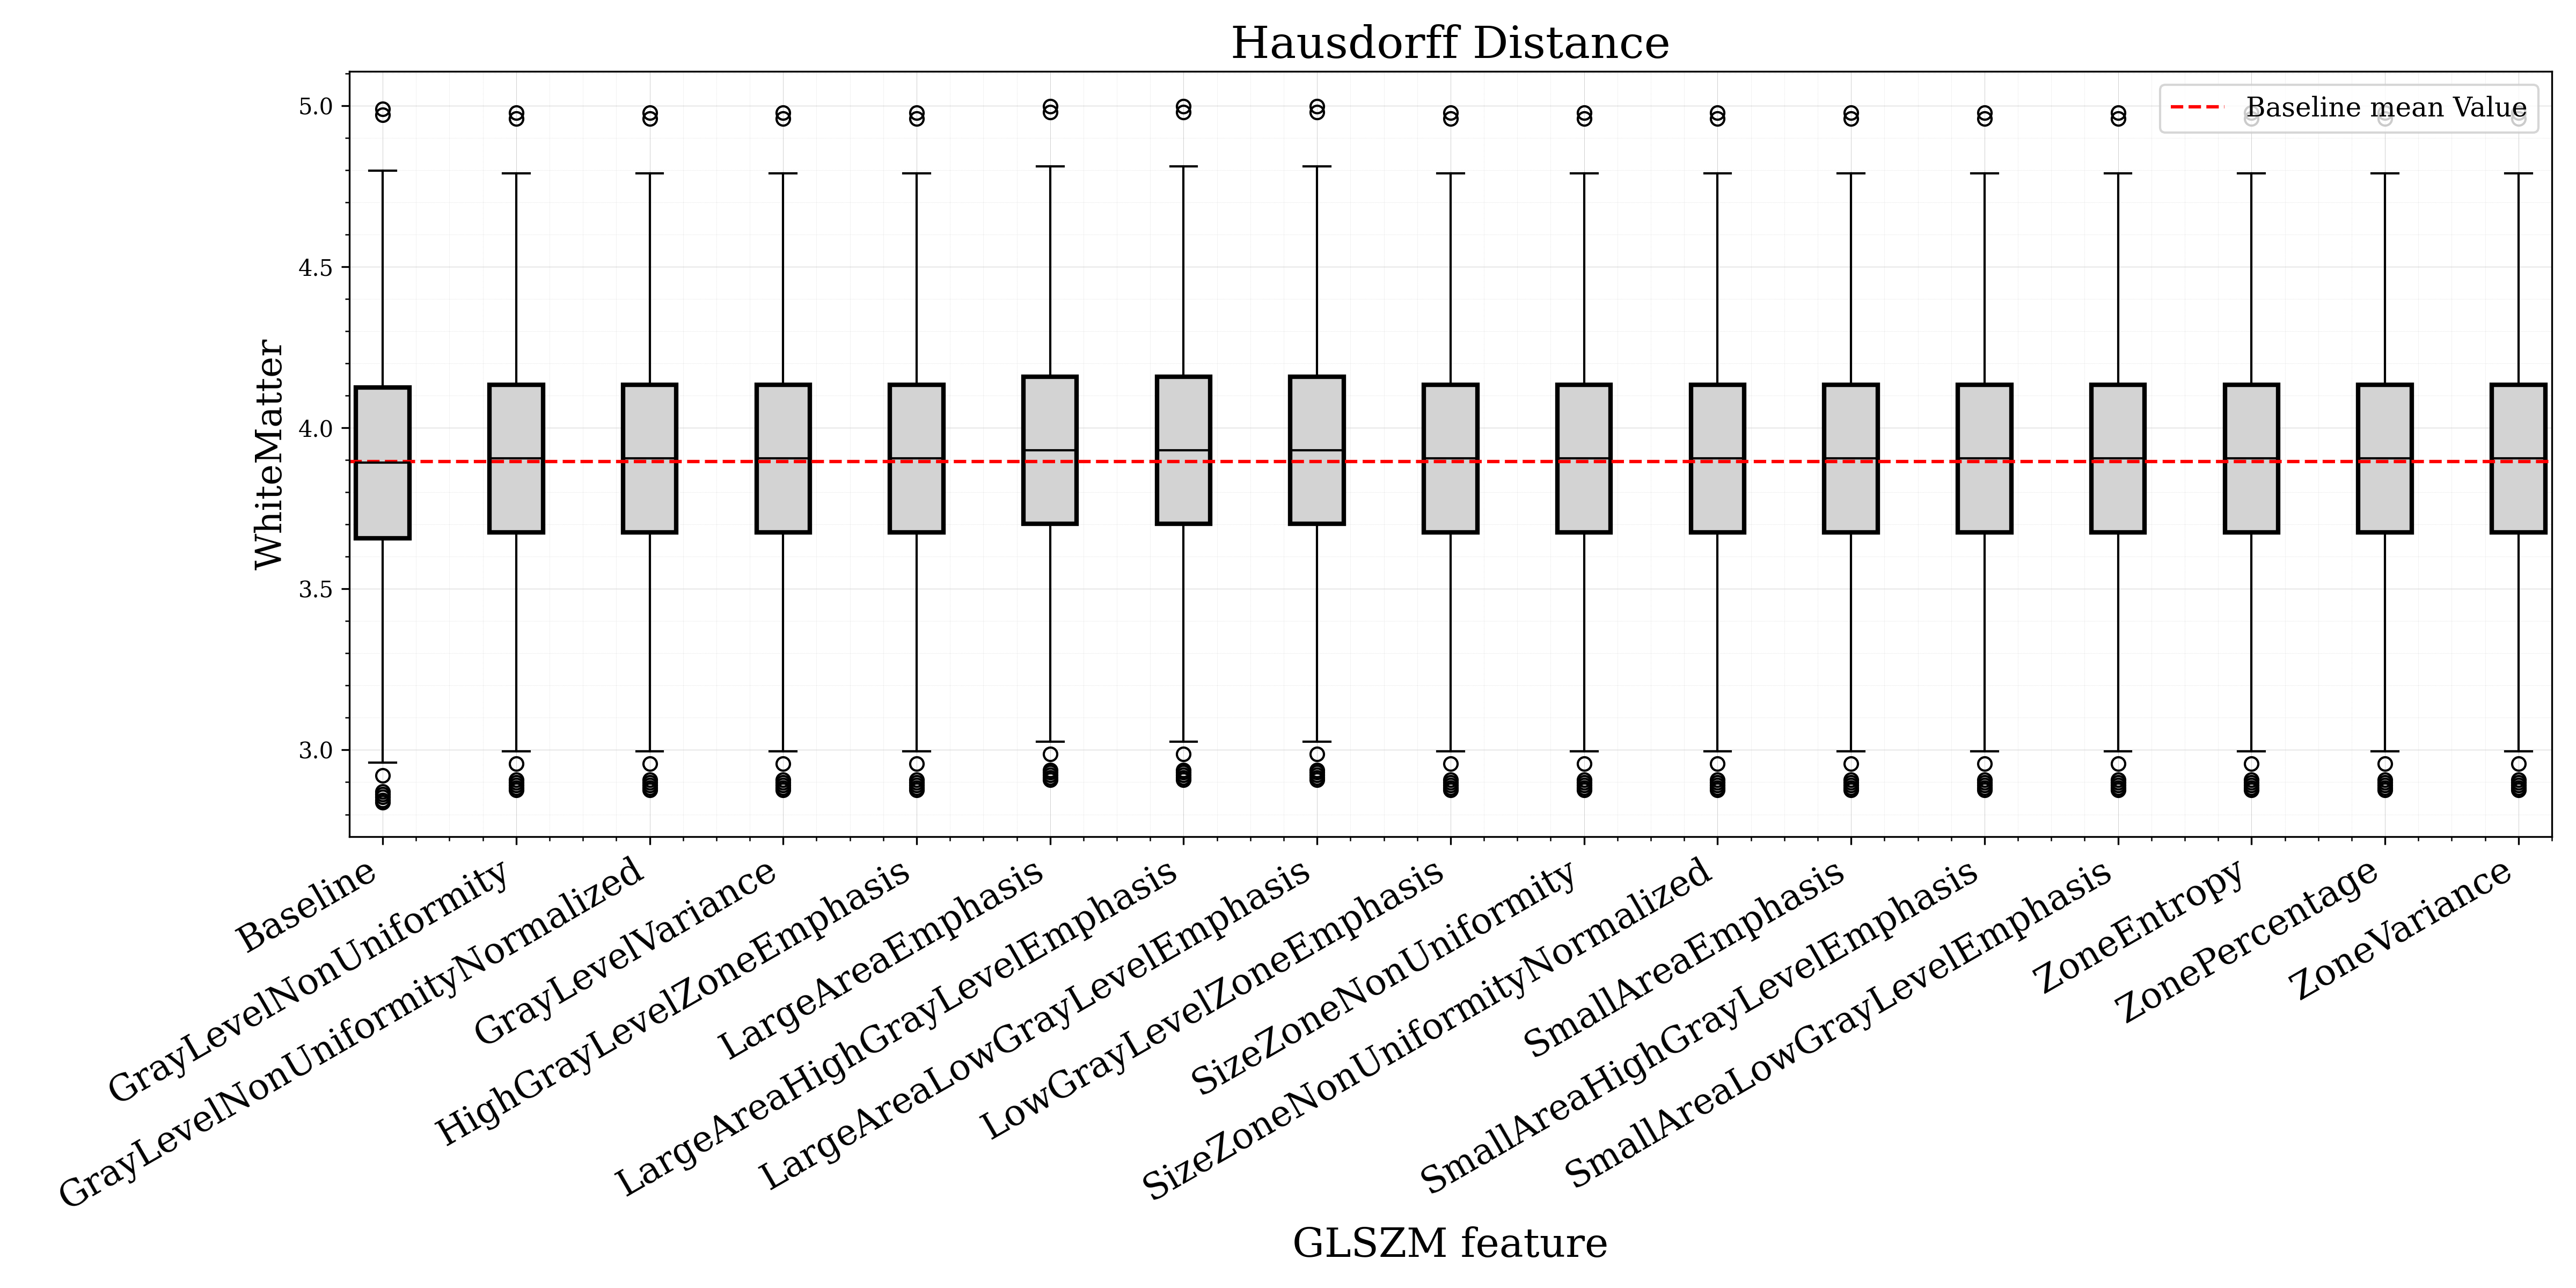 Hausdorff Distance
Baseline mean Value
WhiteMatter
5.0
4.5
4.0
3.5
3.0
Baseline
GrayLevelNonUniformity
GrayLevelNonUniformityNormalized
GrayLevelVariance
HighGrayLevelZoneEmphasis
LargeAreaEmphasis
LargeAreaHighGrayLevelEmphasis
LargeAreaLowGrayLevelEmphasis
LowGrayLevelZoneEmphasis
SizeZoneNonUniformity
SizeZoneNonUniformityNormalized
SmallAreaEmphasis
SmallAreaHighGrayLevelEmphasis
SmallAreaLowGrayLevelEmphasis
ZoneEntropy
ZonePercentage
ZoneVariance
GLSZM feature